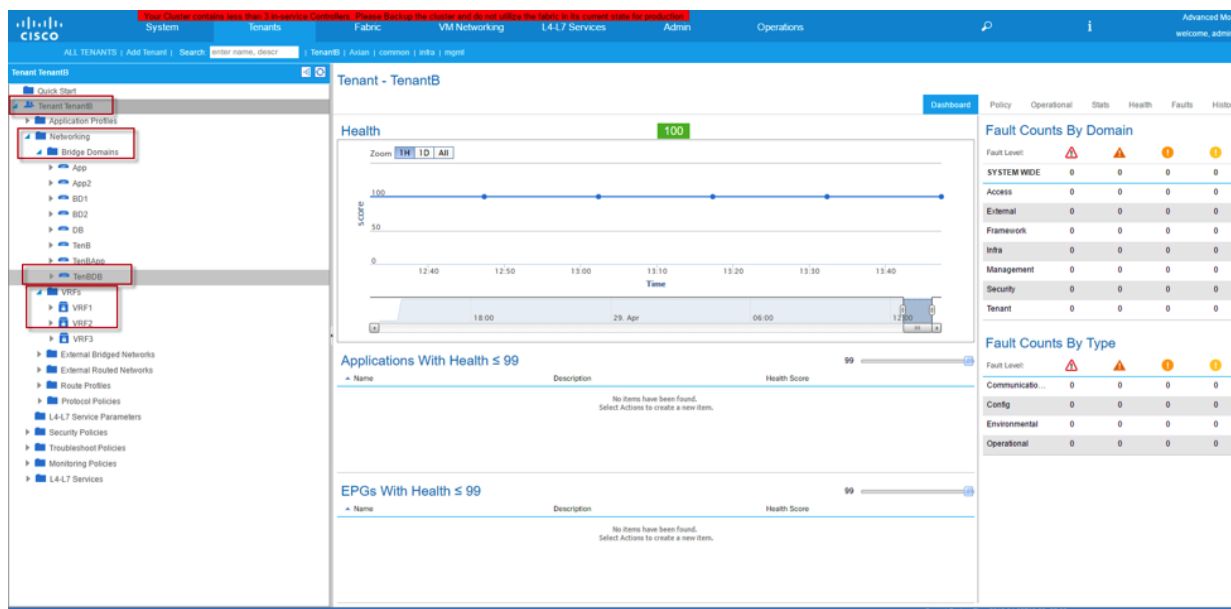 Your Cluster contains less than 3 in-service Controllers. Please Backup the cluster and do not utilize the fabric in its current state for production.
CISCO
System Tenants Fabric VM Networking L4-L7 Services Admin Operations
i
Advanced Mo
welcome, admi
ALL TENANTS | Add Tenant | Search: enter name, descr | TenantB | Axian | common | infra | mgmt
Tenant TenantB
Quick Start
Tenant TenantB
Application Profiles
Networking
Bridge Domains
App
App2
BD1
BD2
DB
TenB
TenBApp
TenBDB
VRFs
VRF1
VRF2
VRF3
External Bridged Networks
External Routed Networks
Route Profiles
Protocol Policies
L4-L7 Service Parameters
Security Policies
Troubleshoot Policies
Monitoring Policies
L4-L7 Services
Tenant - TenantB
Dashboard Policy Operational Stats Health Faults Histo
Health 100
Zoom 1H 1D All
score
100
50
0
12:40 12:50 13:00 13:10 13:20 13:30 13:40
Time
18:00 29. Apr 06:00 12:00
Applications With Health ≤ 99 99
Name Description Health Score
No items have been found.
Select Actions to create a new item.
EPGs With Health ≤ 99 99
Name Description Health Score
No items have been found.
Select Actions to create a new item.
Fault Counts By Domain
Fault Level:
SYSTEM WIDE 0 0 0 0
Access 0 0 0 0
External 0 0 0 0
Framework 0 0 0 0
Infra 0 0 0 0
Management 0 0 0 0
Security 0 0 0 0
Tenant 0 0 0 0
Fault Counts By Type
Fault Level:
Communicatio... 0 0 0 0
Config 0 0 0 0
Environmental 0 0 0 0
Operational 0 0 0 0